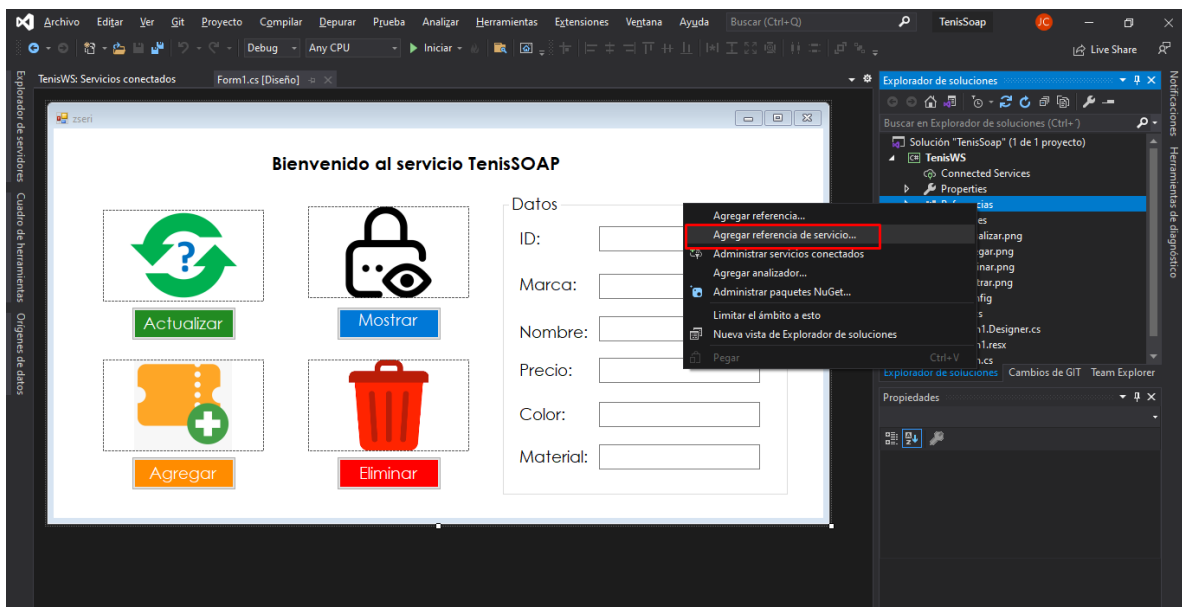 Archivo Editar Ver Git Proyecto Compilar Depurar Prueba Analizar Herramientas Extensiones Ventana Ayuda Buscar (Ctrl+Q) TenisSoap JC
Debug Any CPU Iniciar Live Share
Explorador de servidores
Cuadro de herramientas
Orígenes de datos
TenisWS: Servicios conectados Form1.cs [Diseño]
zseri
Bienvenido al servicio TenisSOAP
Actualizar
Mostrar
Agregar
Eliminar
Datos
ID:
Marca:
Nombre:
Precio:
Color:
Material:
Agregar referencia...
Agregar referencia de servicio...
Administrar servicios conectados
Agregar analizador...
Administrar paquetes NuGet...
Limitar el ámbito a esto
Nueva vista de Explorador de soluciones
Pegar Ctrl+V
Explorador de soluciones
Buscar en Explorador de soluciones (Ctrl+´)
Solución "TenisSoap" (1 de 1 proyecto)
TenisWS
Connected Services
Properties
cias
es
alizar.png
gar.png
inar.png
trar.png
fig
s
n1.Designer.cs
n1.resx
n.cs
Explorador de soluciones Cambios de GIT Team Explorer
Propiedades
Notificaciones
Herramientas de diagnóstico